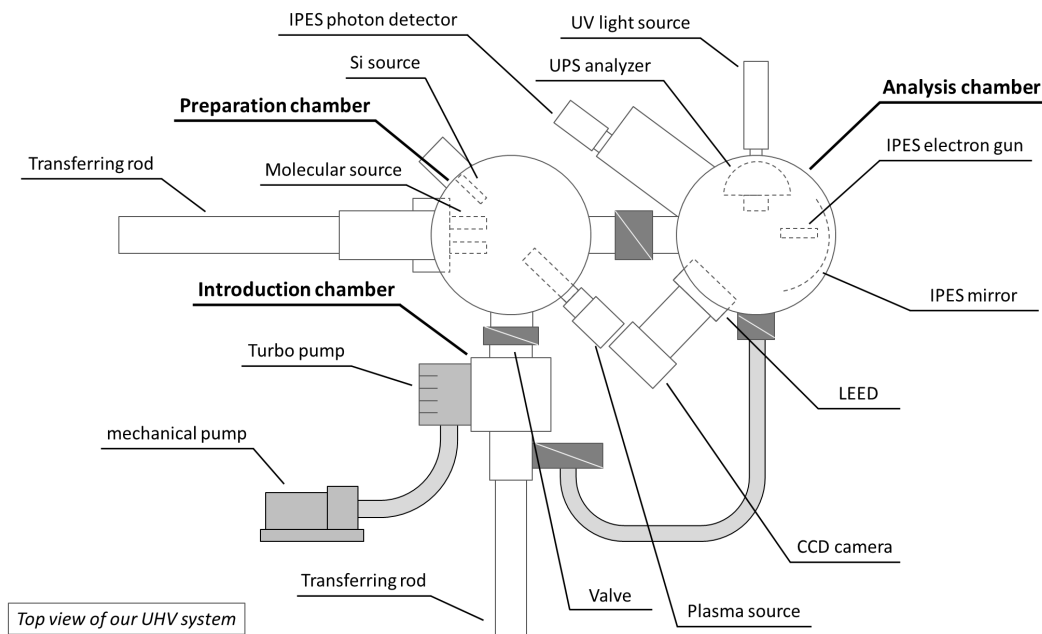 IPES photon detector
UV light source
Si source
UPS analyzer
Preparation chamber
Analysis chamber
Transferring rod
Molecular source
IPES electron gun
Introduction chamber
IPES mirror
Turbo pump
LEED
mechanical pump
CCD camera
Transferring rod
Valve
Plasma source
Top view of our UHV system